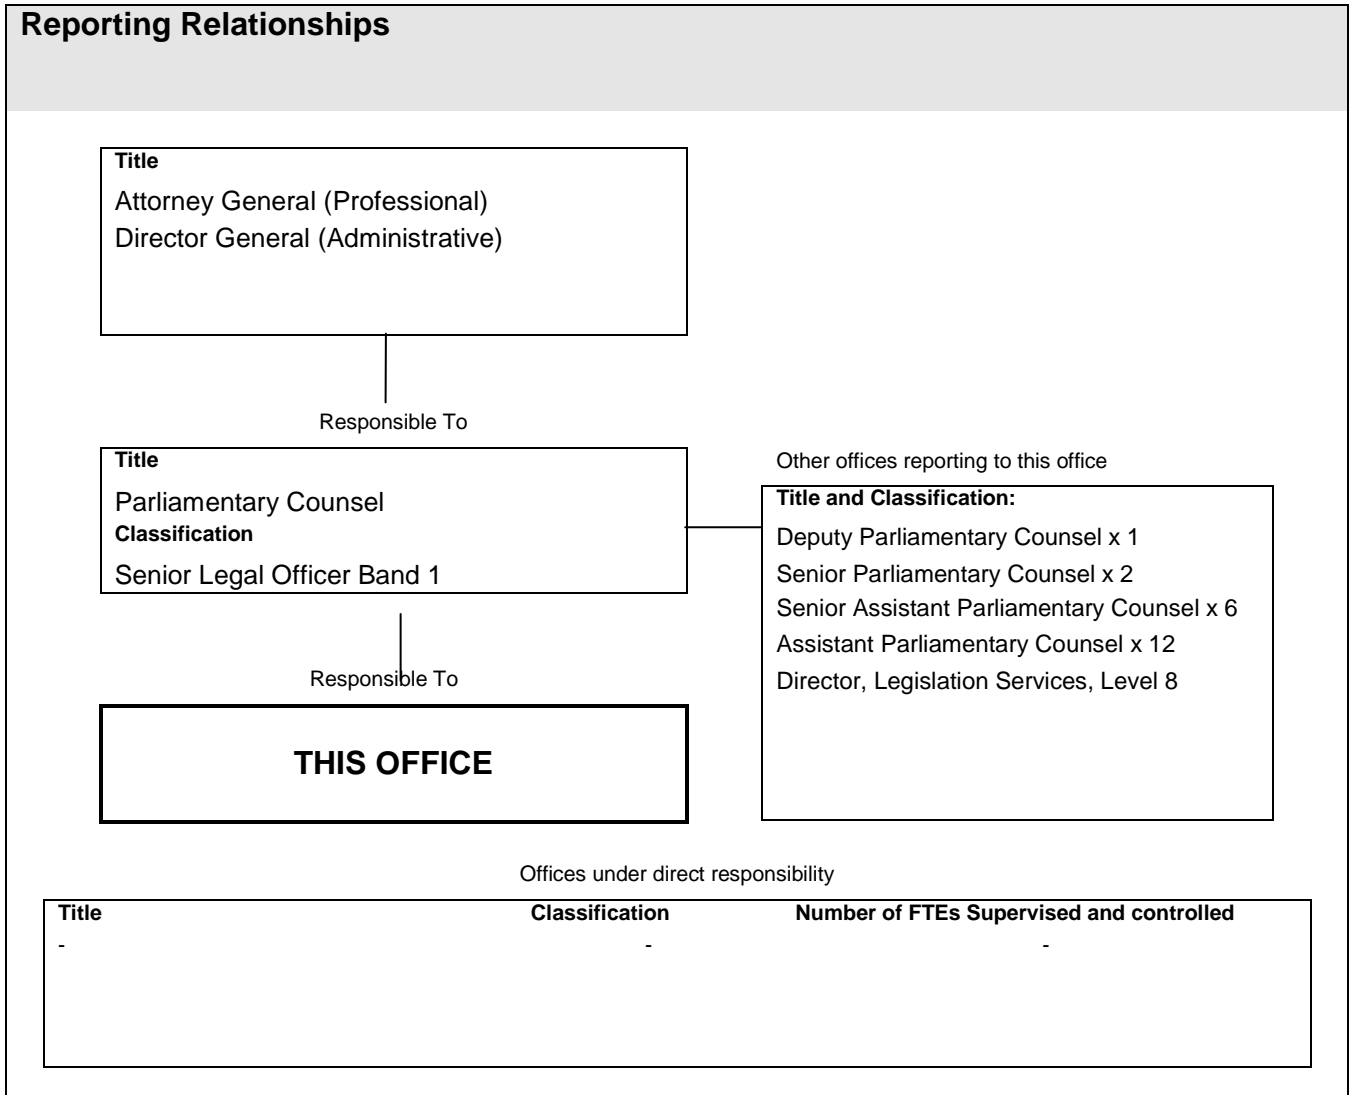 Reporting Relationships
Title
Attorney General (Professional)
Director General (Administrative)
Responsible To
Title
Parliamentary Counsel
Classification
Senior Legal Officer Band 1
Other offices reporting to this office
Title and Classification:
Deputy Parliamentary Counsel x 1
Senior Parliamentary Counsel x 2
Senior Assistant Parliamentary Counsel x 6
Assistant Parliamentary Counsel x 12
Director, Legislation Services, Level 8
Responsible To
THIS OFFICE
Offices under direct responsibility
Title Classification Number of FTEs Supervised and controlled
- - -